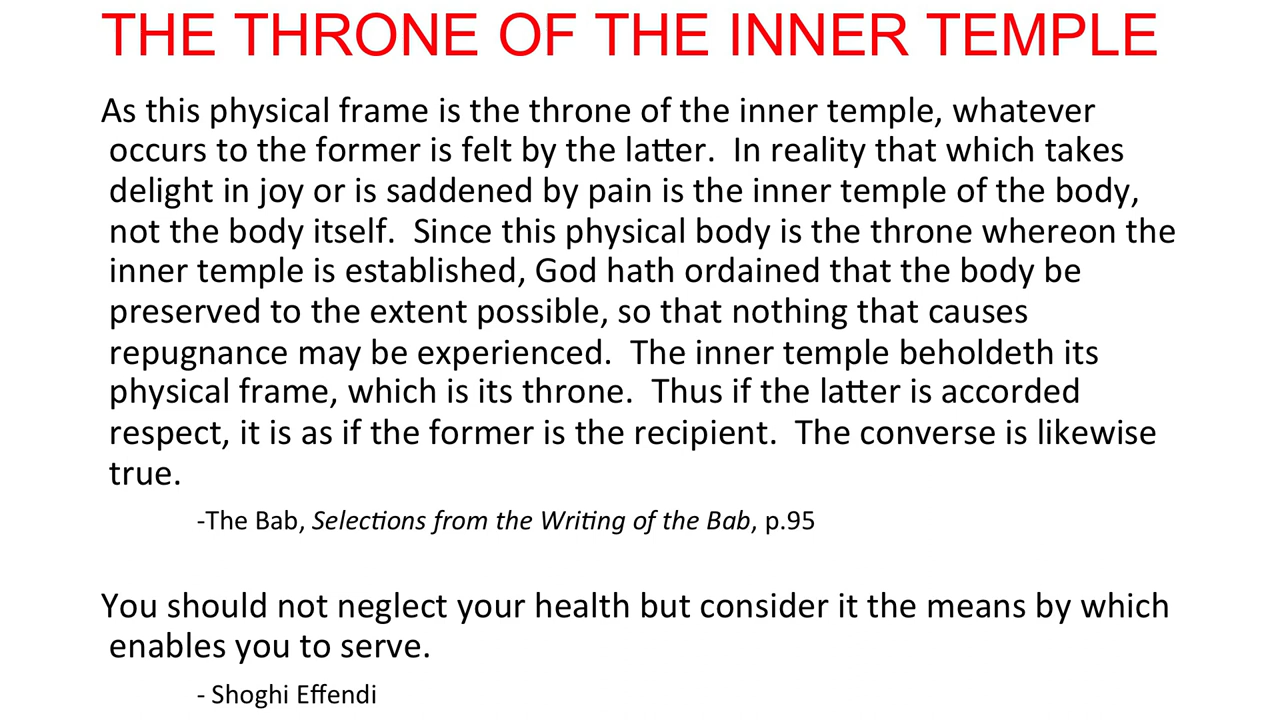 THE THRONE OF THE INNER TEMPLE
As this physical frame is the throne of the inner temple, whatever
occurs to the former is felt by the latter.  In reality that which takes
delight in joy or is saddened by pain is the inner temple of the body,
not the body itself.  Since this physical body is the throne whereon the
inner temple is established, God hath ordained that the body be
preserved to the extent possible, so that nothing that causes
repugnance may be experienced.  The inner temple beholdeth its
physical frame, which is its throne.  Thus if the latter is accorded
respect, it is as if the former is the recipient.  The converse is likewise
true.
-The Bab, Selections from the Writing of the Bab, p.95
You should not neglect your health but consider it the means by which
enables you to serve.
- Shoghi Effendi